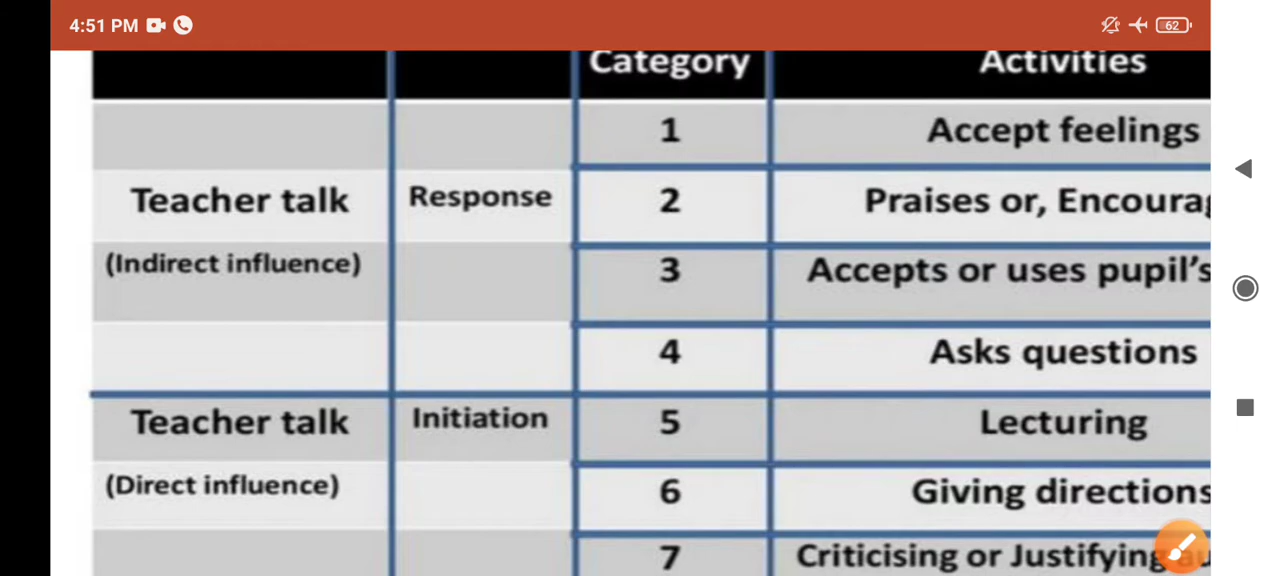 4:51 PM
62
Category Activities
1 Accept feelings
Teacher talk Response 2 Praises or, Encourag
(Indirect influence) 3 Accepts or uses pupil's
4 Asks questions
Teacher talk Initiation 5 Lecturing
(Direct influence) 6 Giving directions
7 Criticising or Justifying au